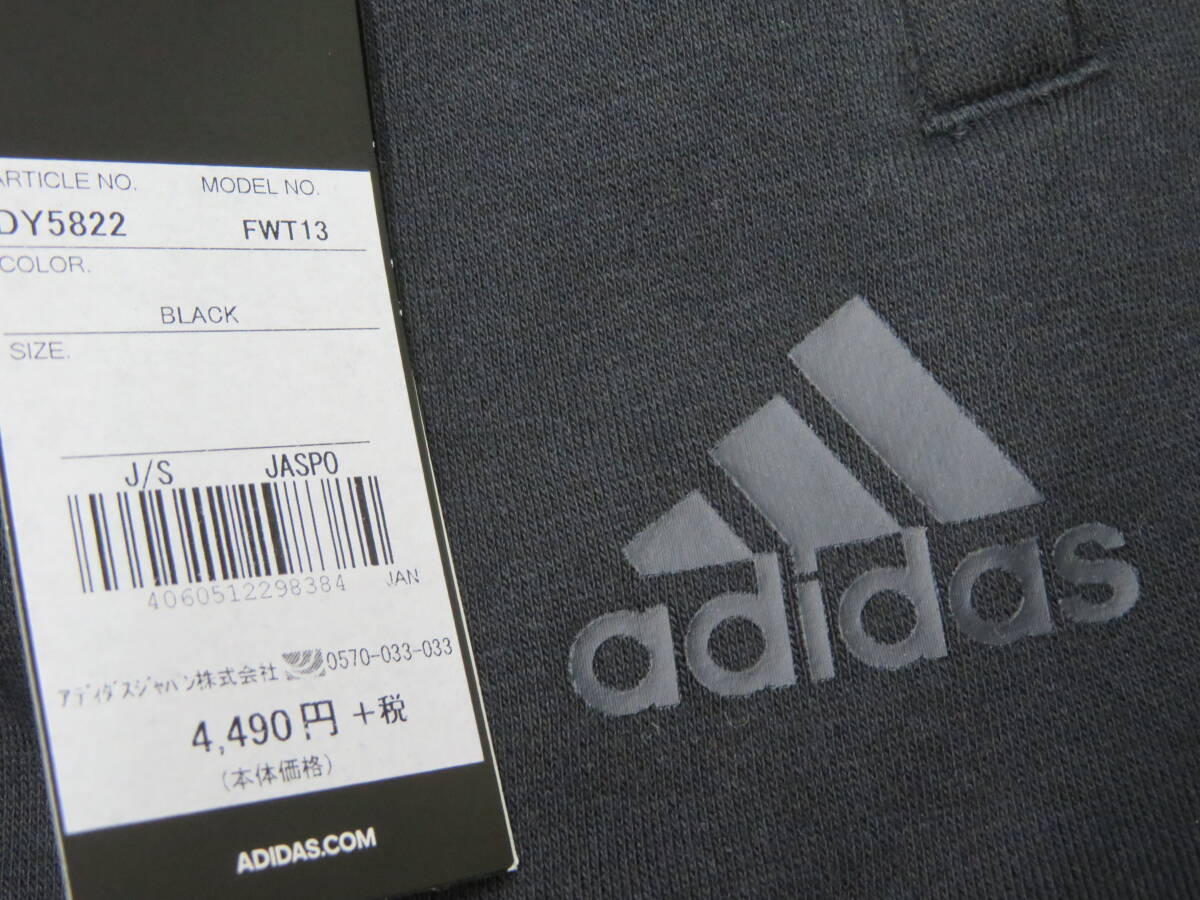 ARTICLE NO. MODEL NO.
DY5822 FWT13
COLOR.
BLACK
SIZE.
J/S JASPO
4060512298384 JAN
アディダスジャパン株式会社 0570-033-033
4,490円 +税
(本体価格)
ADIDAS.COM
adidas